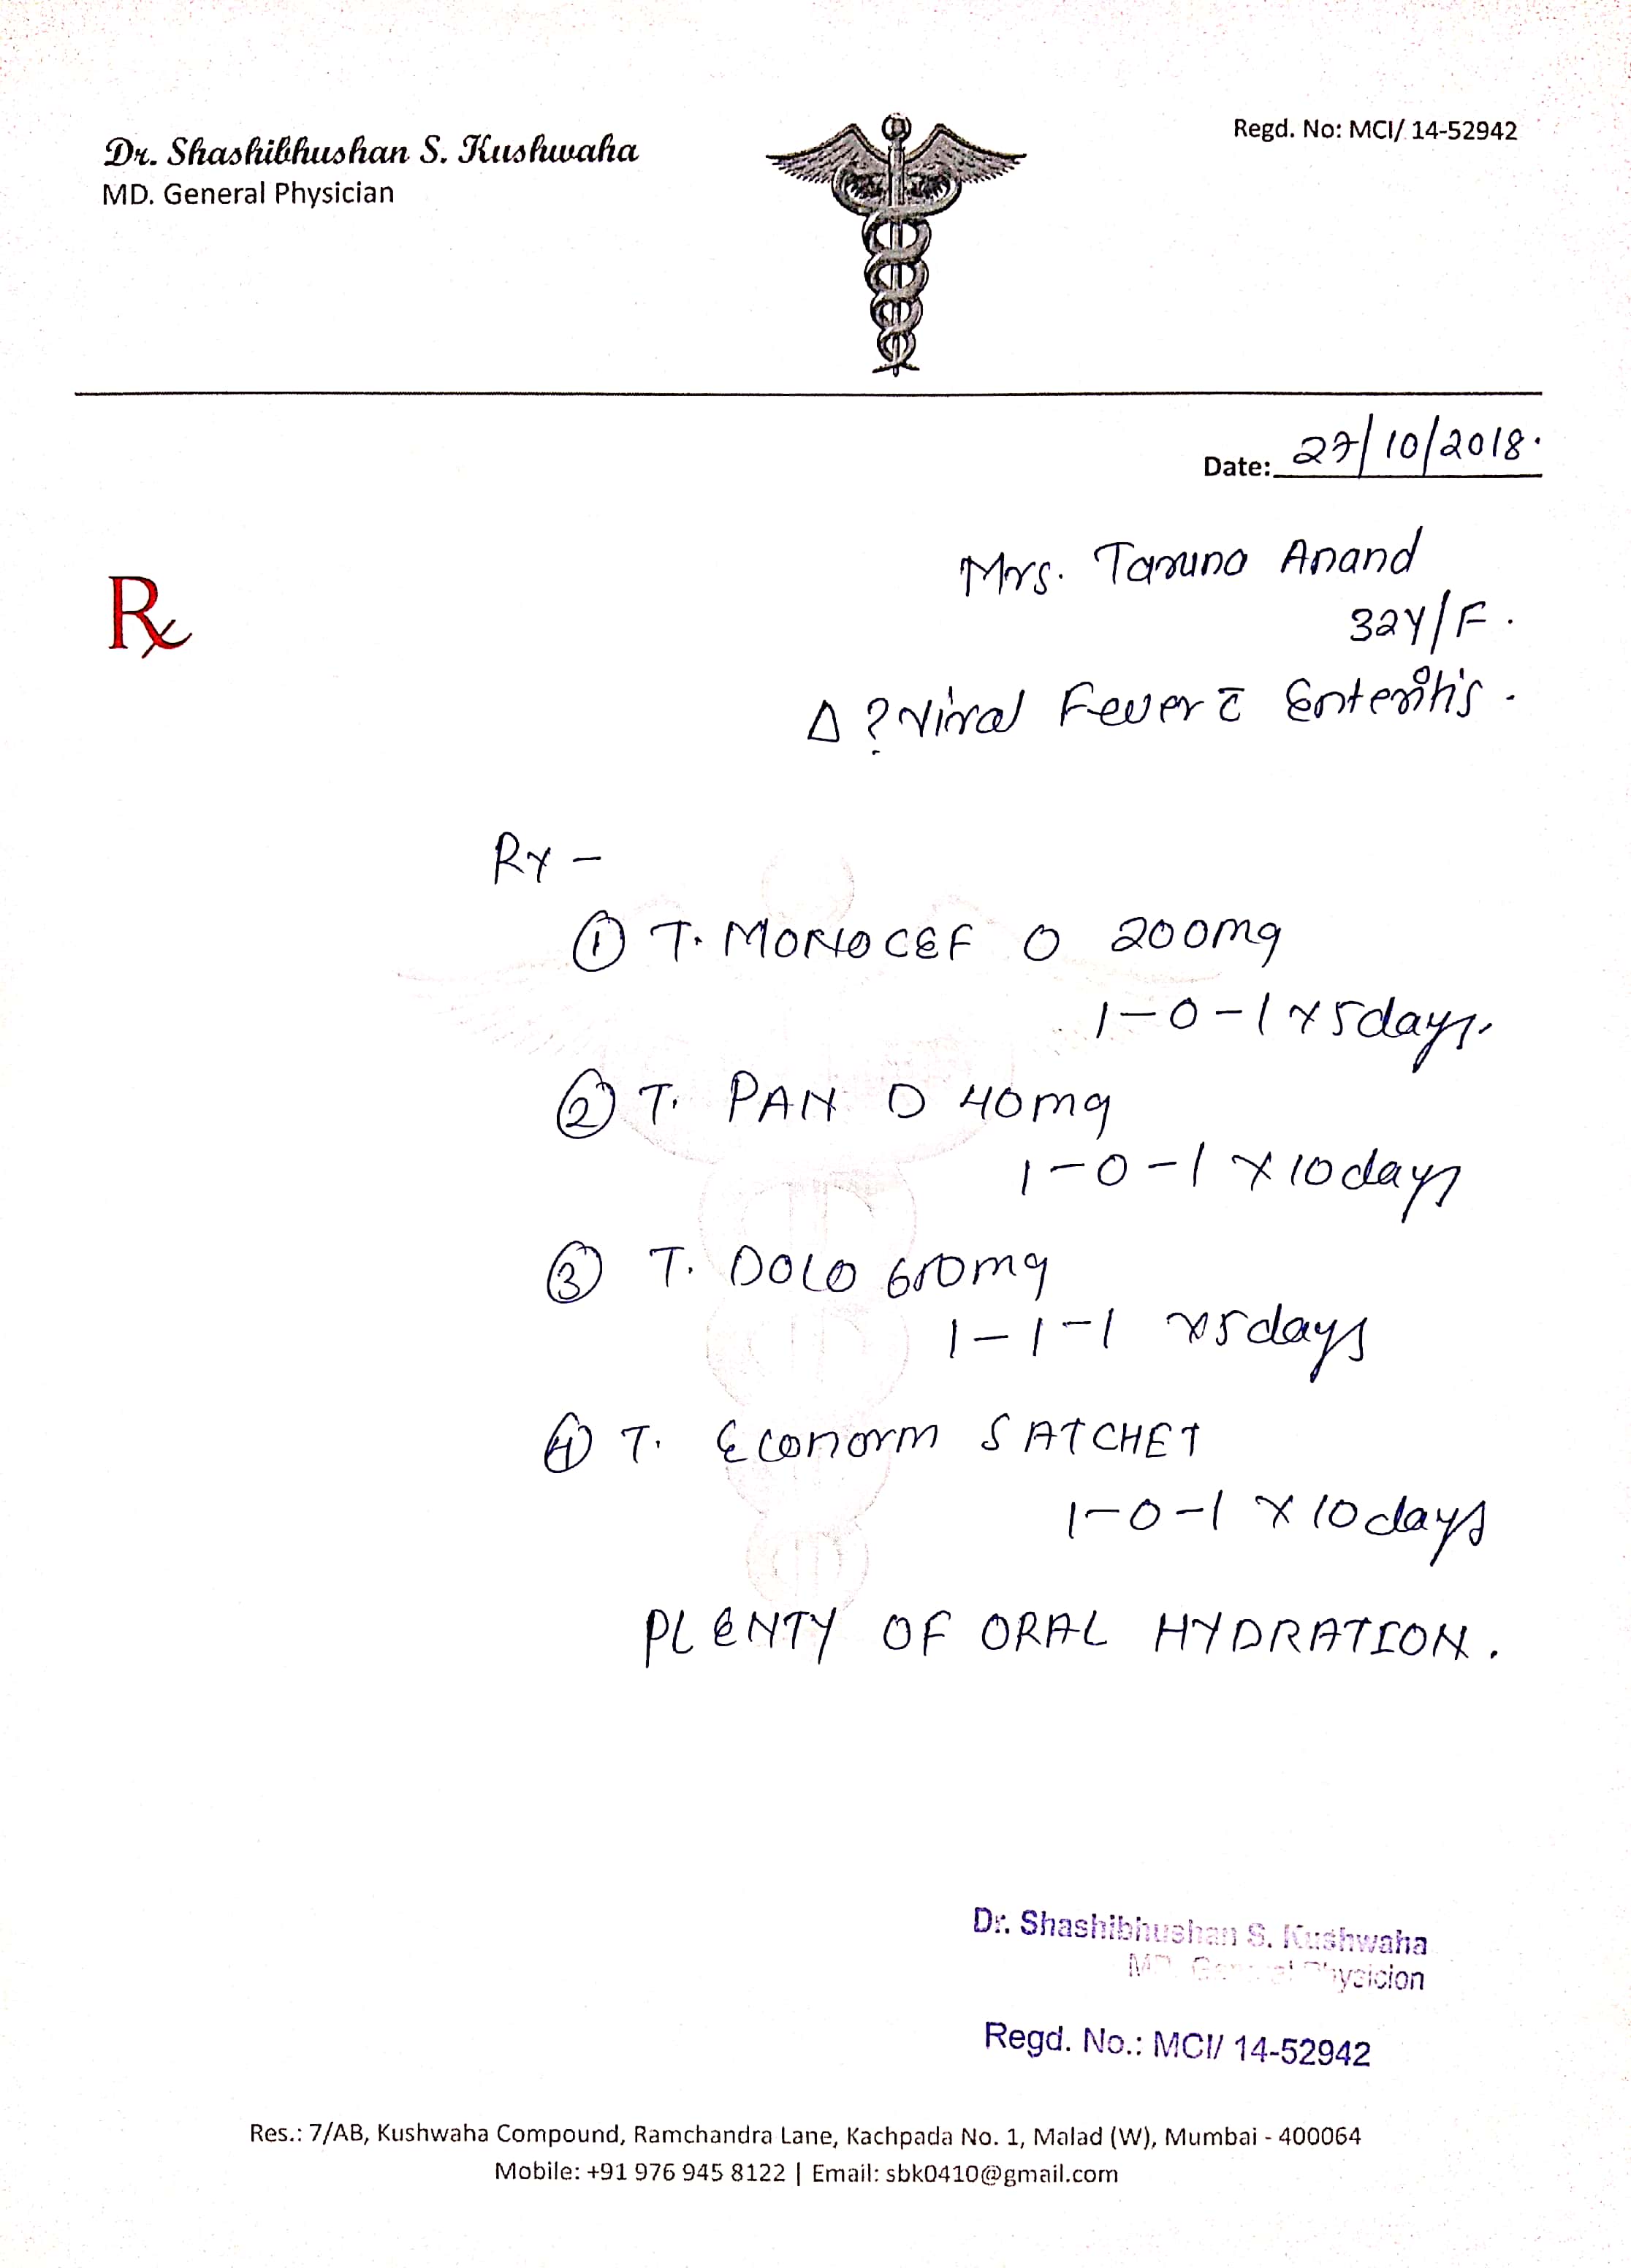 Dr. Shashibhushan S. Kushwaha
MD. General Physician
Regd. No: MCI/ 14-52942
Date: 27/10/2018.
Rx
Mrs. Taruna Anand
32Y/F.
Δ ?Viral Fever c̄ Enteritis.
Rx -
① T. MONOCEF O 200mg
1-0-1 x 5days.
② T. PAN D 40mg
1-0-1 x 10days
③ T. DOLO 650mg
1-1-1 x5days
④ T. Econorm SATCHET
1-0-1 x 10days
PLENTY OF ORAL HYDRATION.
Dr. Shashibhushan S. Kushwaha
MD. General Physicion
Regd. No.: MCI/ 14-52942
Res.: 7/AB, Kushwaha Compound, Ramchandra Lane, Kachpada No. 1, Malad (W), Mumbai - 400064
Mobile: +91 976 945 8122 | Email: sbk0410@gmail.com